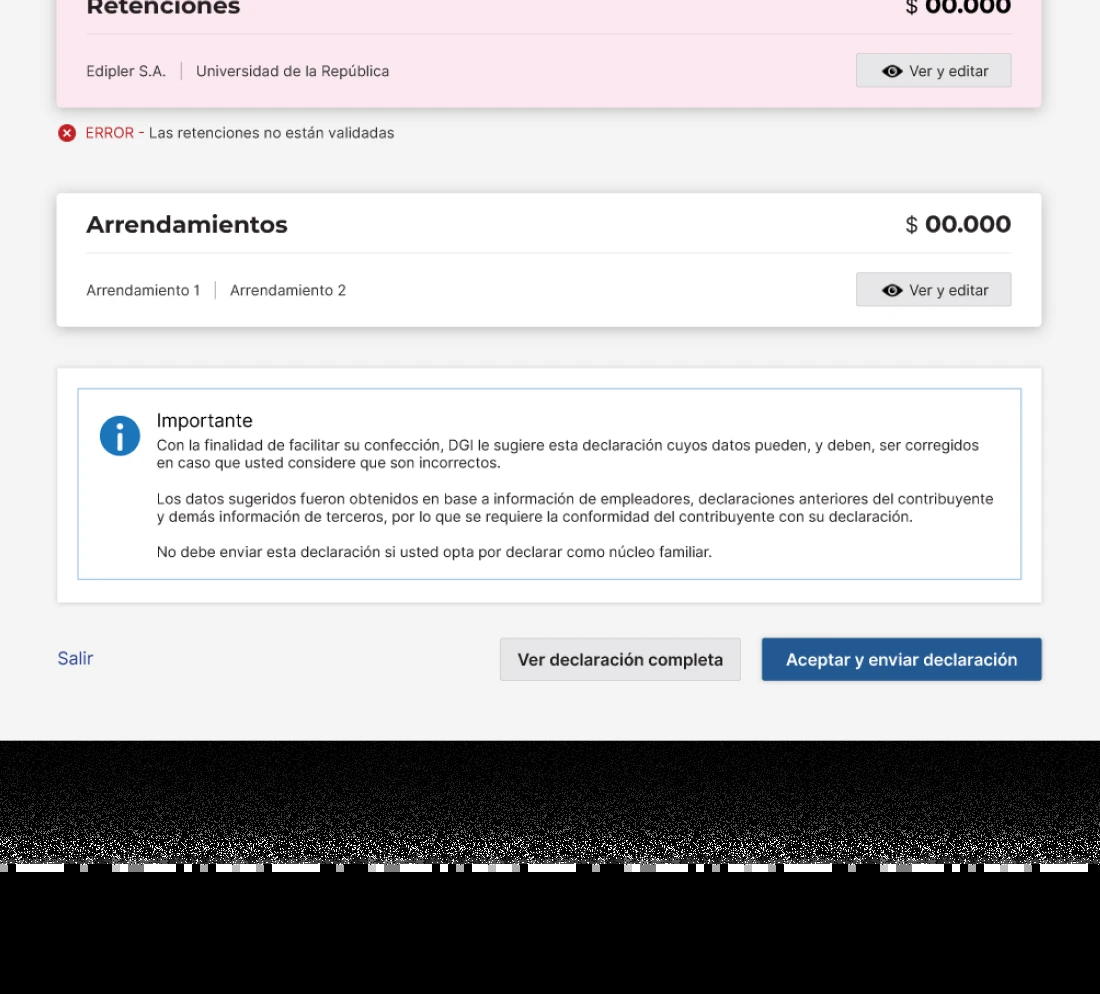 Retenciones
$ 00.000
Edipler S.A.
Universidad de la República
Ver y editar
ERROR - Las retenciones no están validadas
Arrendamientos
$ 00.000
Arrendamiento 1
Arrendamiento 2
Ver y editar
Importante
Con la finalidad de facilitar su confección, DGI le sugiere esta declaración cuyos datos pueden, y deben, ser corregidos
en caso que usted considere que son incorrectos.
Los datos sugeridos fueron obtenidos en base a información de empleadores, declaraciones anteriores del contribuyente
y demás información de terceros, por lo que se requiere la conformidad del contribuyente con su declaración.
No debe enviar esta declaración si usted opta por declarar como núcleo familiar.
Salir
Ver declaración completa
Aceptar y enviar declaración